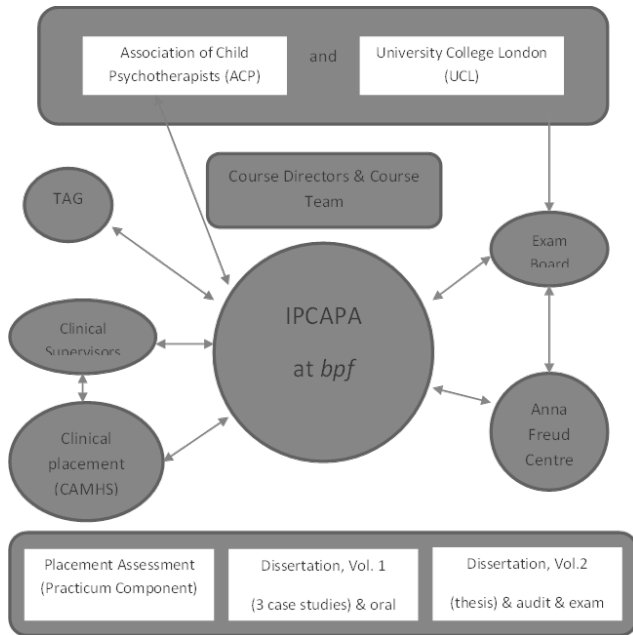 Association of Child
Psychotherapists (ACP)
and
University College London
(UCL)
Course Directors & Course
Team
TAG
Exam
Board
IPCAPA
at bpf
Clinical
Supervisors
Clinical
placement
(CAMHS)
Anna
Freud
Centre
Placement Assessment
(Practicum Component)
Dissertation, Vol. 1
(3 case studies) & oral
Dissertation, Vol.2
(thesis) & audit & exam